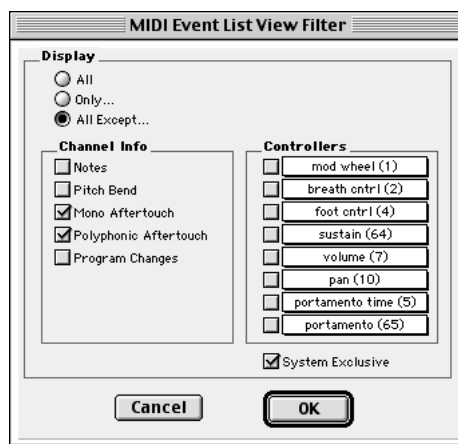 MIDI Event List View Filter
Display
All
Only...
All Except...
Channel Info
Notes
Pitch Bend
Mono Aftertouch
Polyphonic Aftertouch
Program Changes
Controllers
mod wheel (1)
breath cntrl (2)
foot cntrl (4)
sustain (64)
volume (7)
pan (10)
portamento time (5)
portamento (65)
System Exclusive
Cancel
OK